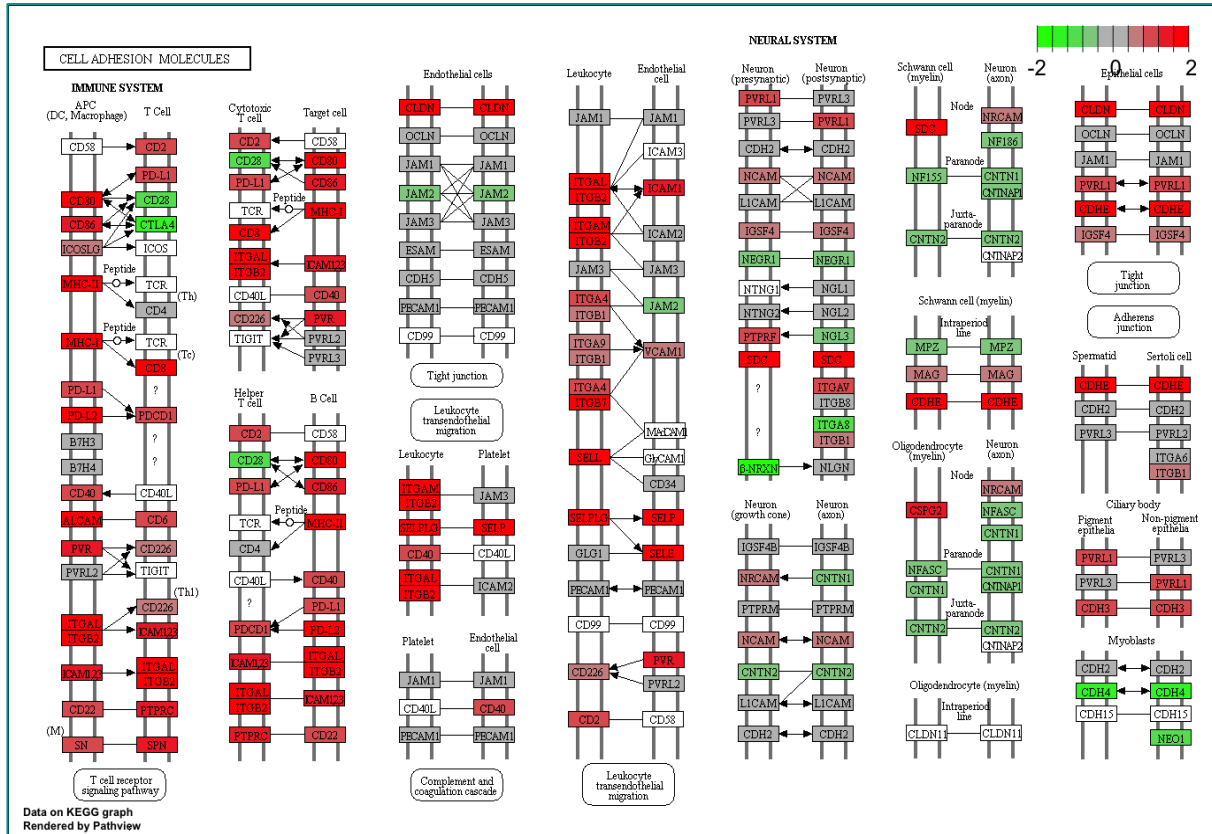 CELL ADHESION MOLECULES
NEURAL SYSTEM
-2 0 2
IMMUNE SYSTEM
APC
(DC, Macrophage)
T Cell
CD58
CD2
PD-L1
CD80
CD28
CD86
CTLA4
ICOSLG
ICOS
Peptide
MHC-II
TCR
(Th)
CD4
Peptide
MHC-I
TCR
(Tc)
CD8
PD-L1
?
PD-L2
PDCD1
B7H3
?
B7H4
?
CD40
CD40L
ALCAM
CD6
PVR
CD226
PVRL2
TIGIT
(Th1)
CD226
ITGAL
ITGB2
ICAM123
ICAM123
ITGAL
ITGB2
CD22
PTPRC
(M)
SN
SPN
T cell receptor
signaling pathway
Cytotoxic
T cell
Target cell
CD2
CD58
CD28
CD80
PD-L1
CD86
Peptide
TCR
MHC-I
CD8
ITGAL
ITGB2
ICAM123
CD40L
CD40
CD226
PVR
TIGIT
PVRL2
PVRL3
Helper
T cell
B Cell
CD2
CD58
CD28
CD80
PD-L1
CD86
TCR
Peptide
MHC-II
CD4
CD40L
CD40
?
PD-L1
PDCD1
PD-L2
ICAM123
ITGAL
ITGB2
ITGAL
ITGB2
ICAM123
PTPRC
CD22
Endothelial cells
CLDN
CLDN
OCLN
OCLN
JAM1
JAM1
JAM2
JAM2
JAM3
JAM3
ESAM
ESAM
CDH5
CDH5
PECAM1
PECAM1
CD99
CD99
Tight junction
Leukocyte
transendothelial
migration
Leukocyte
Platelet
ITGAM
ITGB2
JAM3
SELPLG
SELP
CD40
CD40L
ITGAL
ITGB2
ICAM2
Platelet
Endothelial
cell
JAM1
JAM1
CD40L
CD40
PECAM1
PECAM1
Complement and
coagulation cascade
Leukocyte
Endothelial
cell
JAM1
JAM1
ICAM3
ITGAL
ITGB2
ICAM1
ITGAM
ITGB2
ICAM2
JAM3
JAM3
ITGA4
ITGB1
JAM2
ITGA9
ITGB1
VCAM1
ITGA4
ITGB7
MAdCAM1
SELL
GlyCAM1
CD34
SELPLG
SELP
GLG1
SELE
PECAM1
PECAM1
CD99
CD99
CD226
PVR
PVRL2
CD2
CD58
Leukocyte
transendothelial
migration
Neuron
(presynaptic)
Neuron
(postsynaptic)
PVRL1
PVRL3
PVRL3
PVRL1
CDH2
CDH2
NCAM
NCAM
L1CAM
L1CAM
IGSF4
IGSF4
NEGR1
NEGR1
NTNG1
NGL1
NTNG2
NGL2
PTPRF
NGL3
SDC
SDC
?
ITGAV
ITGB8
?
ITGA8
ITGB1
β-NRXN
NLGN
Neuron
(growth cone)
Neuron
(axon)
IGSF4B
IGSF4B
NRCAM
CNTN1
PTPRM
PTPRM
NCAM
NCAM
CNTN2
CNTN2
L1CAM
L1CAM
CDH2
CDH2
Schwann cell
(myelin)
Neuron
(axon)
Node
SDC
NRCAM
NF186
Paranode
NF155
CNTN1
CNTNAP1
Juxta-
paranode
CNTN2
CNTN2
CNTNAP2
Schwann cell (myelin)
Intraperiod
line
MPZ
MPZ
MAG
MAG
CDHE
CDHE
Oligodendrocyte
(myelin)
Neuron
(axon)
Node
CSPG2
NRCAM
NFASC
CNTN1
Paranode
NFASC
CNTN1
CNTN1
CNTNAP1
Juxta-
paranode
CNTN2
CNTN2
CNTNAP2
Oligodendrocyte (myelin)
Intraperiod
line
CLDN11
CLDN11
Epithelial cells
CLDN
CLDN
OCLN
OCLN
JAM1
JAM1
PVRL1
PVRL1
CDHE
CDHE
IGSF4
IGSF4
Tight
junction
Adherens
junction
Spermatid
Sertoli cell
CDHE
CDHE
CDH2
CDH2
PVRL3
PVRL2
ITGA6
ITGB1
Ciliary body
Pigment
epithelia
Non-pigment
epithelia
PVRL1
PVRL3
PVRL3
PVRL1
CDH3
CDH3
Myoblasts
CDH2
CDH2
CDH4
CDH4
CDH15
CDH15
NEO1
Data on KEGG graph
Rendered by Pathview